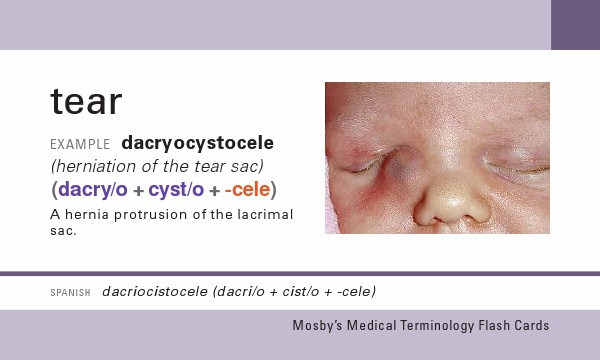 tear
EXAMPLE dacryocystocele
(herniation of the tear sac)
(dacry/o + cyst/o + -cele)
A hernia protrusion of the lacrimal
sac.
SPANISH dacriocistocele (dacri/o + cist/o + -cele)
Mosby's Medical Terminology Flash Cards